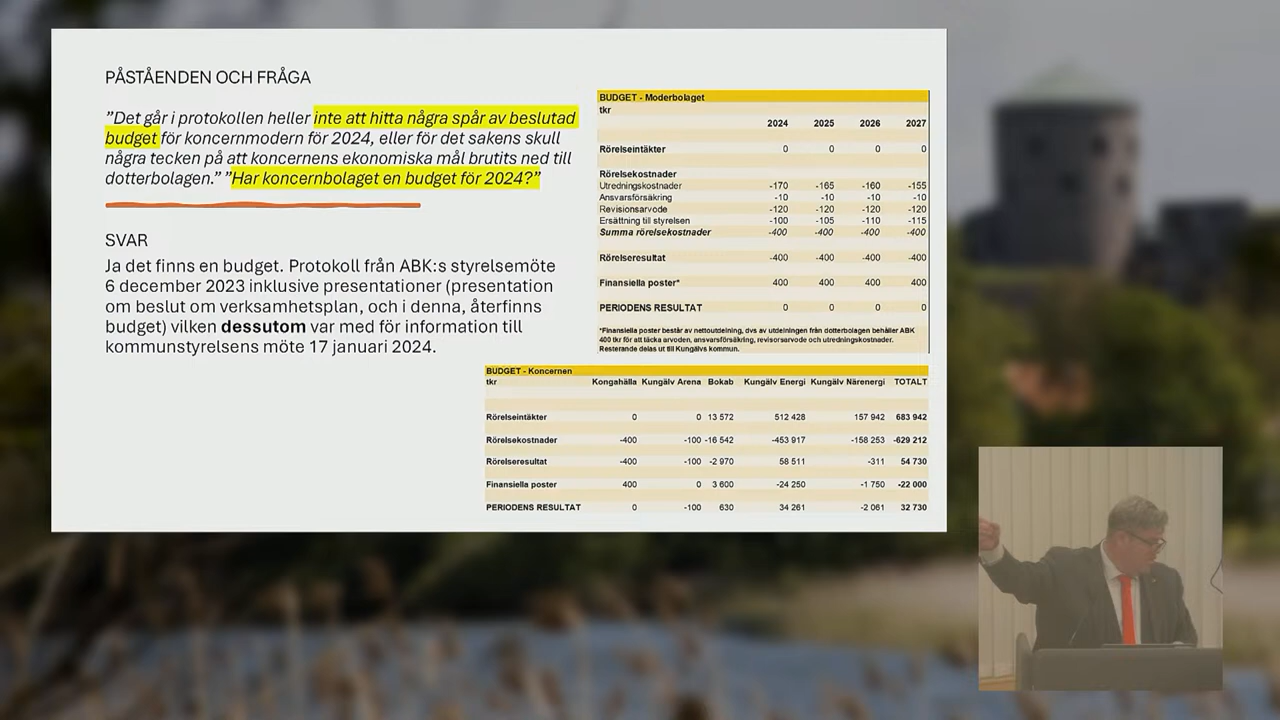 PÅSTÅENDEN OCH FRÅGA
”Det går i protokollen heller inte att hitta några spår av beslutad
budget för koncernmodern för 2024, eller för det sakens skull
några tecken på att koncernens ekonomiska mål brutits ned till
dotterbolagen.” ”Har koncernbolaget en budget för 2024?”
SVAR
Ja det finns en budget. Protokoll från ABK:s styrelsemöte
6 december 2023 inklusive presentationer (presentation
om beslut om verksamhetsplan, och i denna, återfinns
budget) vilken dessutom var med för information till
kommunstyrelsens möte 17 januari 2024.
BUDGET - Moderbolaget
tkr
2024 2025 2026 2027
Rörelseintäkter 0 0 0 0
Rörelsekostnader
Utredningskostnader -170 -165 -160 -155
Ansvarsförsäkring -10 -10 -10 -10
Revisionsarvode -120 -120 -120 -120
Ersättning till styrelsen -100 -105 -110 -115
Summa rörelsekostnader -400 -400 -400 -400
Rörelseresultat -400 -400 -400 -400
Finansiella poster* 400 400 400 400
PERIODENS RESULTAT 0 0 0 0
*Finansiella poster består av nettoutdelning, dvs av utdelningen från dotterbolagen behåller ABK
400 tkr för att täcka arvoden, ansvarsförsäkring, revisorsarvode och utredningskostnader.
Resterande delas ut till Kungälvs kommun.
BUDGET - Koncernen
tkr Kongahälla Kungälv Arena Bokab Kungälv Energi Kungälv Närenergi TOTALT
Rörelseintäkter 0 0 13 572 512 428 157 942 683 942
Rörelsekostnader -400 -100 -16 542 -453 917 -158 253 -629 212
Rörelseresultat -400 -100 -2 970 58 511 -311 54 730
Finansiella poster 400 0 3 600 -24 250 -1 750 -22 000
PERIODENS RESULTAT 0 -100 630 34 261 -2 061 32 730